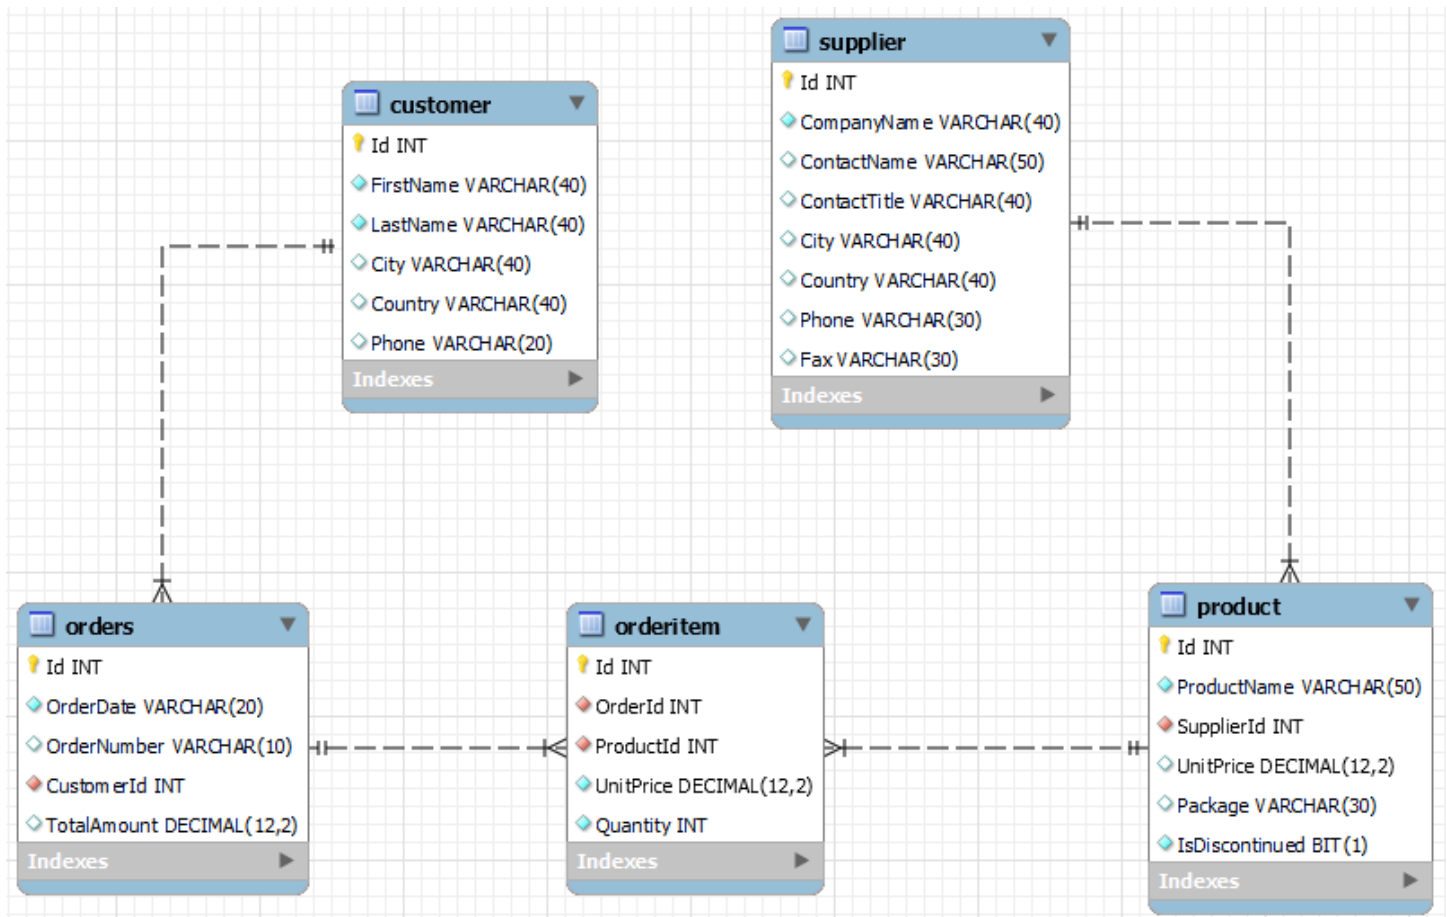 customer
Id INT
FirstName VARCHAR(40)
LastName VARCHAR(40)
City VARCHAR(40)
Country VARCHAR(40)
Phone VARCHAR(20)
Indexes
supplier
Id INT
CompanyName VARCHAR(40)
ContactName VARCHAR(50)
ContactTitle VARCHAR(40)
City VARCHAR(40)
Country VARCHAR(40)
Phone VARCHAR(30)
Fax VARCHAR(30)
Indexes
orders
Id INT
OrderDate VARCHAR(20)
OrderNumber VARCHAR(10)
CustomerId INT
TotalAmount DECIMAL(12,2)
Indexes
orderitem
Id INT
OrderId INT
ProductId INT
UnitPrice DECIMAL(12,2)
Quantity INT
Indexes
product
Id INT
ProductName VARCHAR(50)
SupplierId INT
UnitPrice DECIMAL(12,2)
Package VARCHAR(30)
IsDiscontinued BIT(1)
Indexes